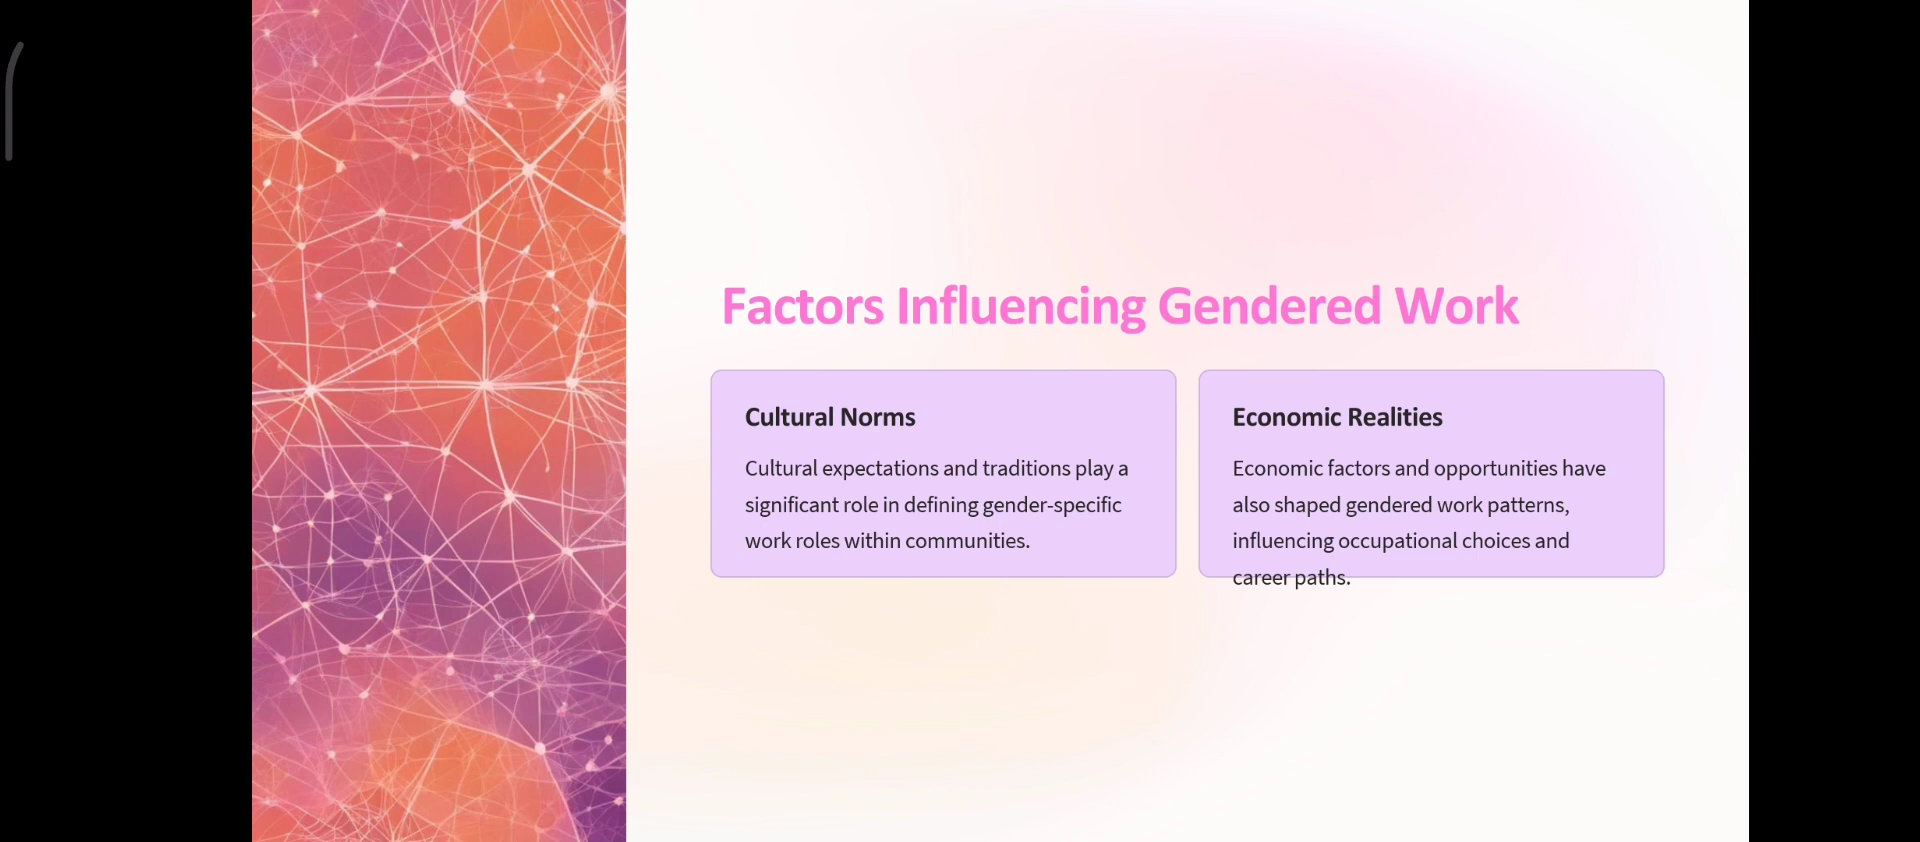 Factors Influencing Gendered Work
Cultural Norms
Cultural expectations and traditions play a
significant role in defining gender-specific
work roles within communities.
Economic Realities
Economic factors and opportunities have
also shaped gendered work patterns,
influencing occupational choices and
career paths.